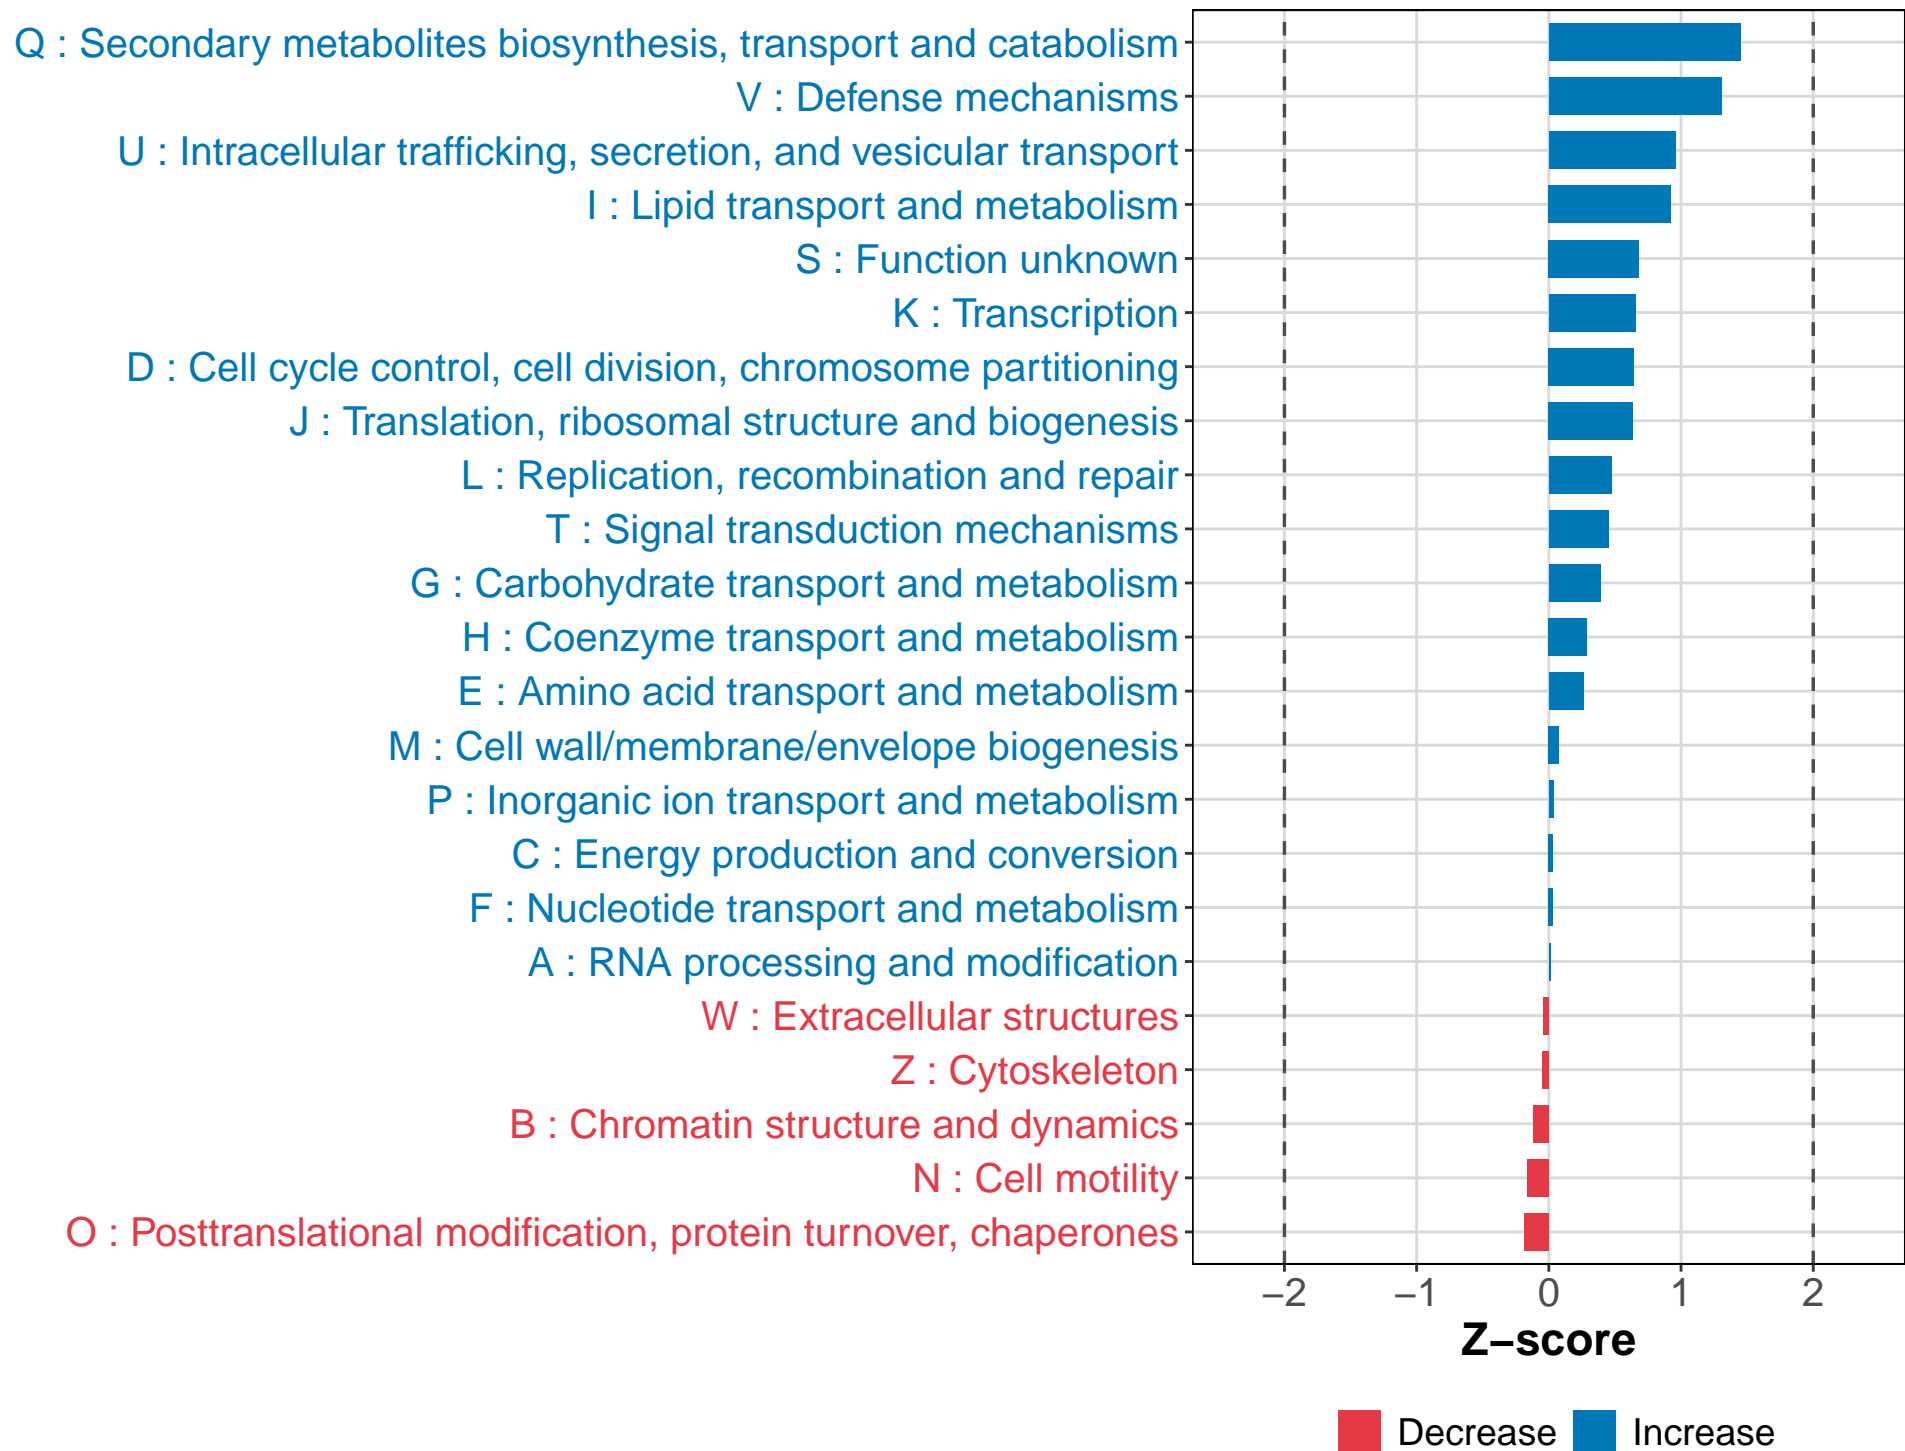 Q : Secondary metabolites biosynthesis, transport and catabolism
V : Defense mechanisms
U : Intracellular trafficking, secretion, and vesicular transport
I : Lipid transport and metabolism
S : Function unknown
K : Transcription
D : Cell cycle control, cell division, chromosome partitioning
J : Translation, ribosomal structure and biogenesis
L : Replication, recombination and repair
T : Signal transduction mechanisms
G : Carbohydrate transport and metabolism
H : Coenzyme transport and metabolism
E : Amino acid transport and metabolism
M : Cell wall/membrane/envelope biogenesis
P : Inorganic ion transport and metabolism
C : Energy production and conversion
F : Nucleotide transport and metabolism
A : RNA processing and modification
W : Extracellular structures
Z : Cytoskeleton
B : Chromatin structure and dynamics
N : Cell motility
O : Posttranslational modification, protein turnover, chaperones
−2 −1 0 1 2
Z−score
Decrease Increase